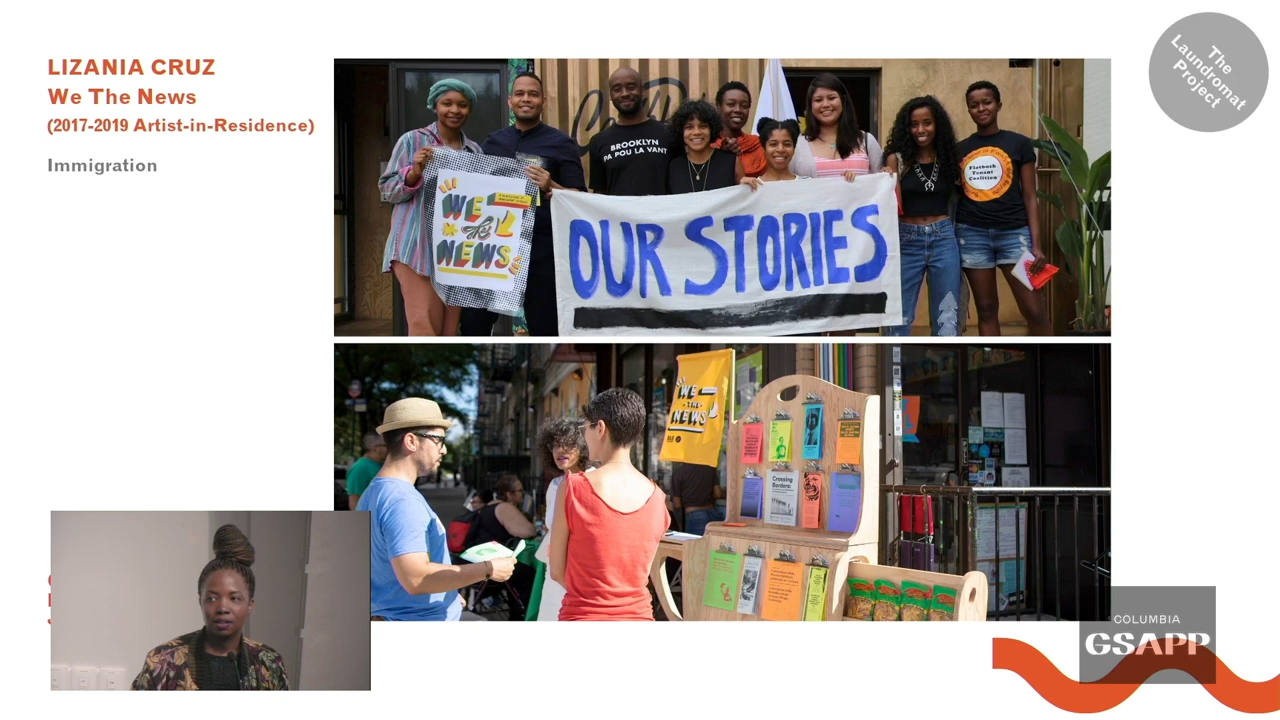 LIZANIA CRUZ
We The News
(2017-2019 Artist-in-Residence)
Immigration
The
Laundromat
Project
BROOKLYN
PA POU LA VANT
Flatbush
Tenant
Coalition
WE
the
NEWS
OUR STORIES
WE
THE
NEWS
Crossing
Borders:
COLUMBIA
GSAPP